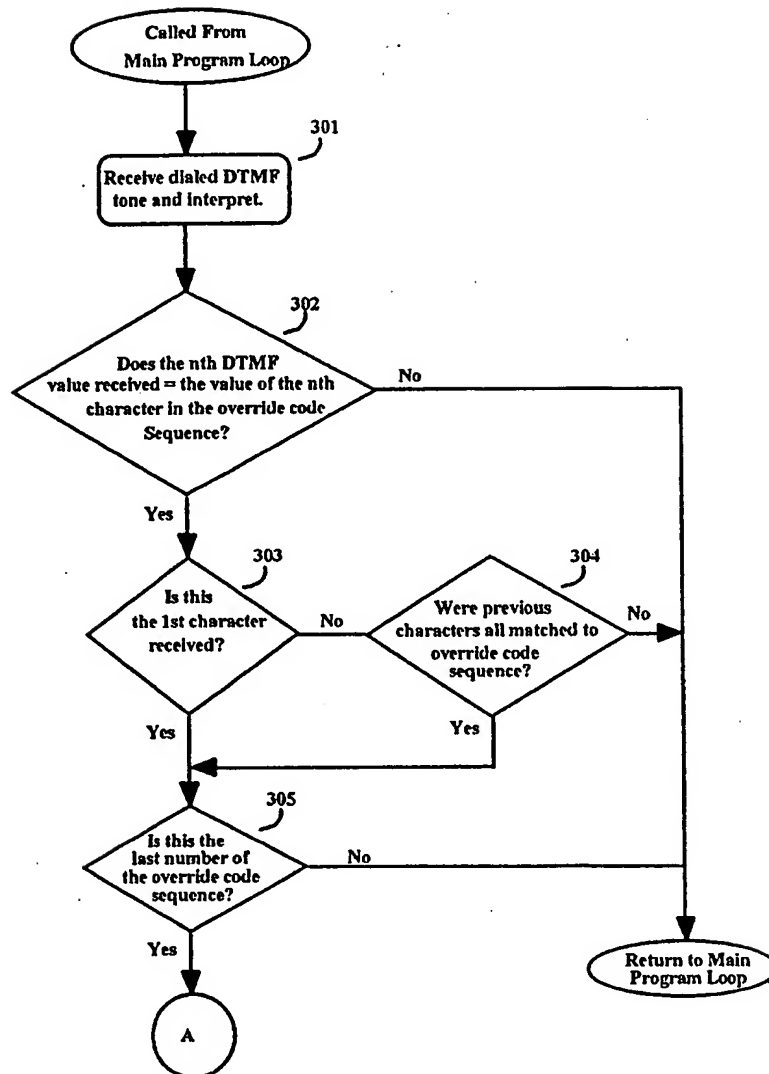 Called From
Main Program Loop
301
Receive dialed DTMF
tone and interpret.
302
Does the nth DTMF
value received = the value of the nth
character in the override code
Sequence?
No
Yes
303
304
Is this
the 1st character
received?
No
Were previous
characters all matched to
override code
sequence?
No
Yes
Yes
305
Is this the
last number of
the override code
sequence?
No
Yes
Return to Main
Program Loop
A